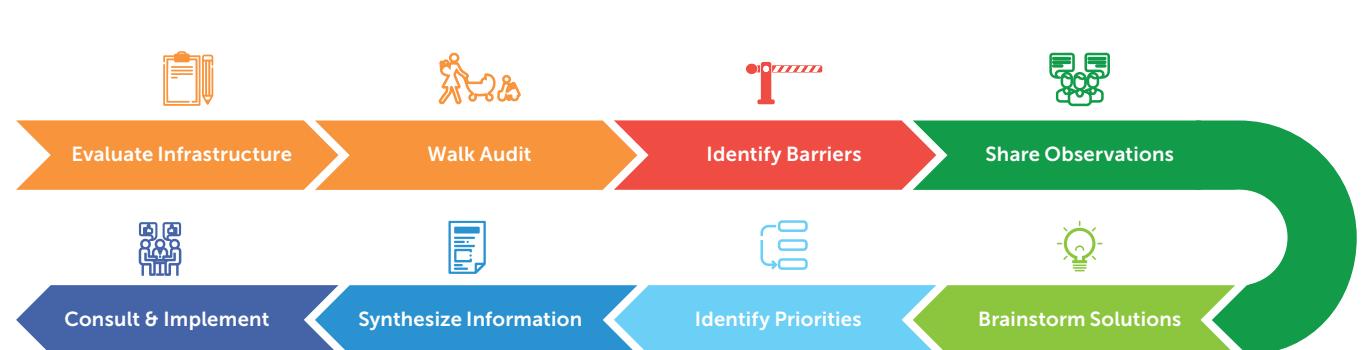 Evaluate Infrastructure
Walk Audit
Identify Barriers
Share Observations
Brainstorm Solutions
Identify Priorities
Synthesize Information
Consult & Implement